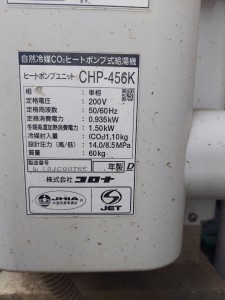 自然冷媒CO₂ヒートポンプ式給湯機
ヒートポンプユニット CHP-456K
相 : 単相
定格電圧 : 200V
定格周波数 : 50/60Hz
定格消費電力 : 0.935kW
冬期高温加熱消費電力 : 1.50kW
冷媒封入量 : (CO₂)1.10kg
設計圧力(高/低) : 14.0/8.5MPa
質量 : 60kg
製造番号
年製 D
株式会社 コロナ
JHIA
S
JET